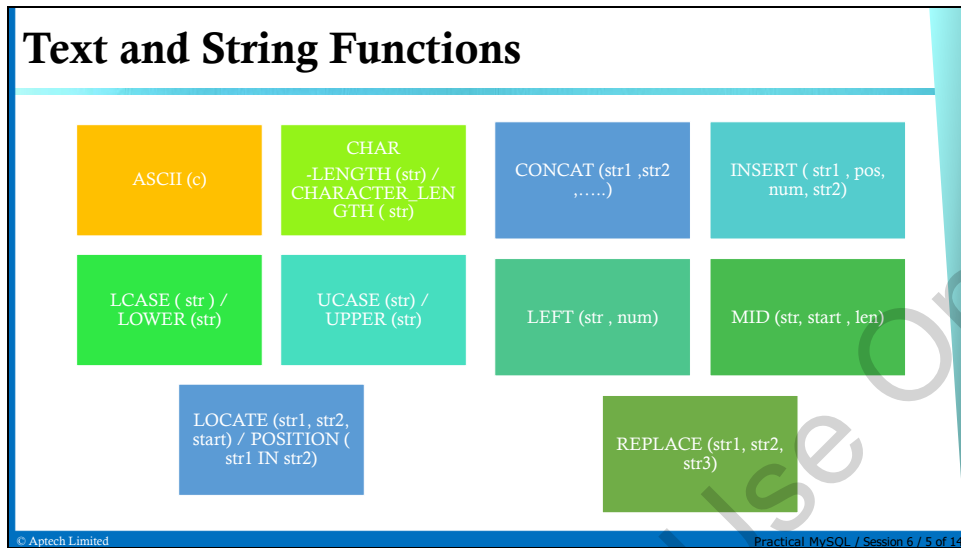 Text and String Functions
ASCII (c)
CHAR
-LENGTH (str) /
CHARACTER_LEN
GTH ( str)
CONCAT (str1 ,str2
,.....)
INSERT ( str1 , pos,
num, str2)
LCASE ( str ) /
LOWER (str)
UCASE (str) /
UPPER (str)
LEFT (str , num)
MID (str, start , len)
LOCATE (str1, str2,
start) / POSITION (
str1 IN str2)
REPLACE (str1, str2,
str3)
© Aptech Limited
Practical MySQL / Session 6 / 5 of 14
Use